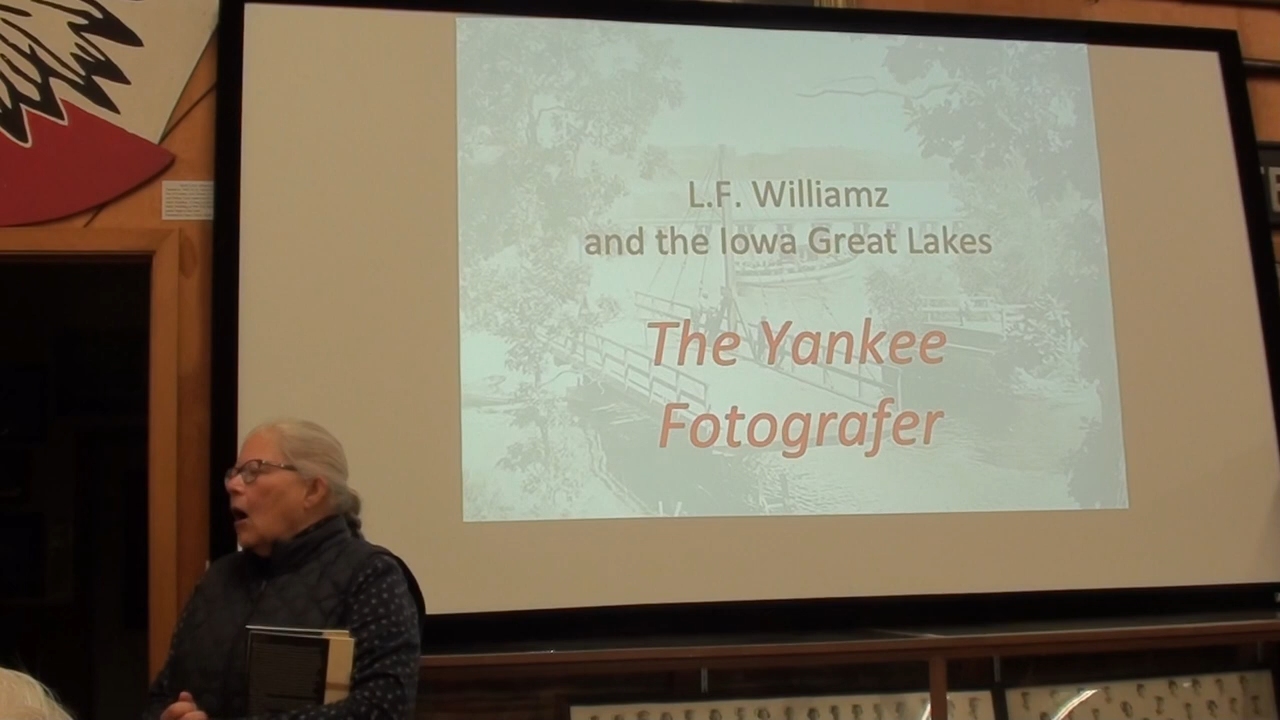 L.F. Williamz
and the Iowa Great Lakes
The Yankee
Fotografer